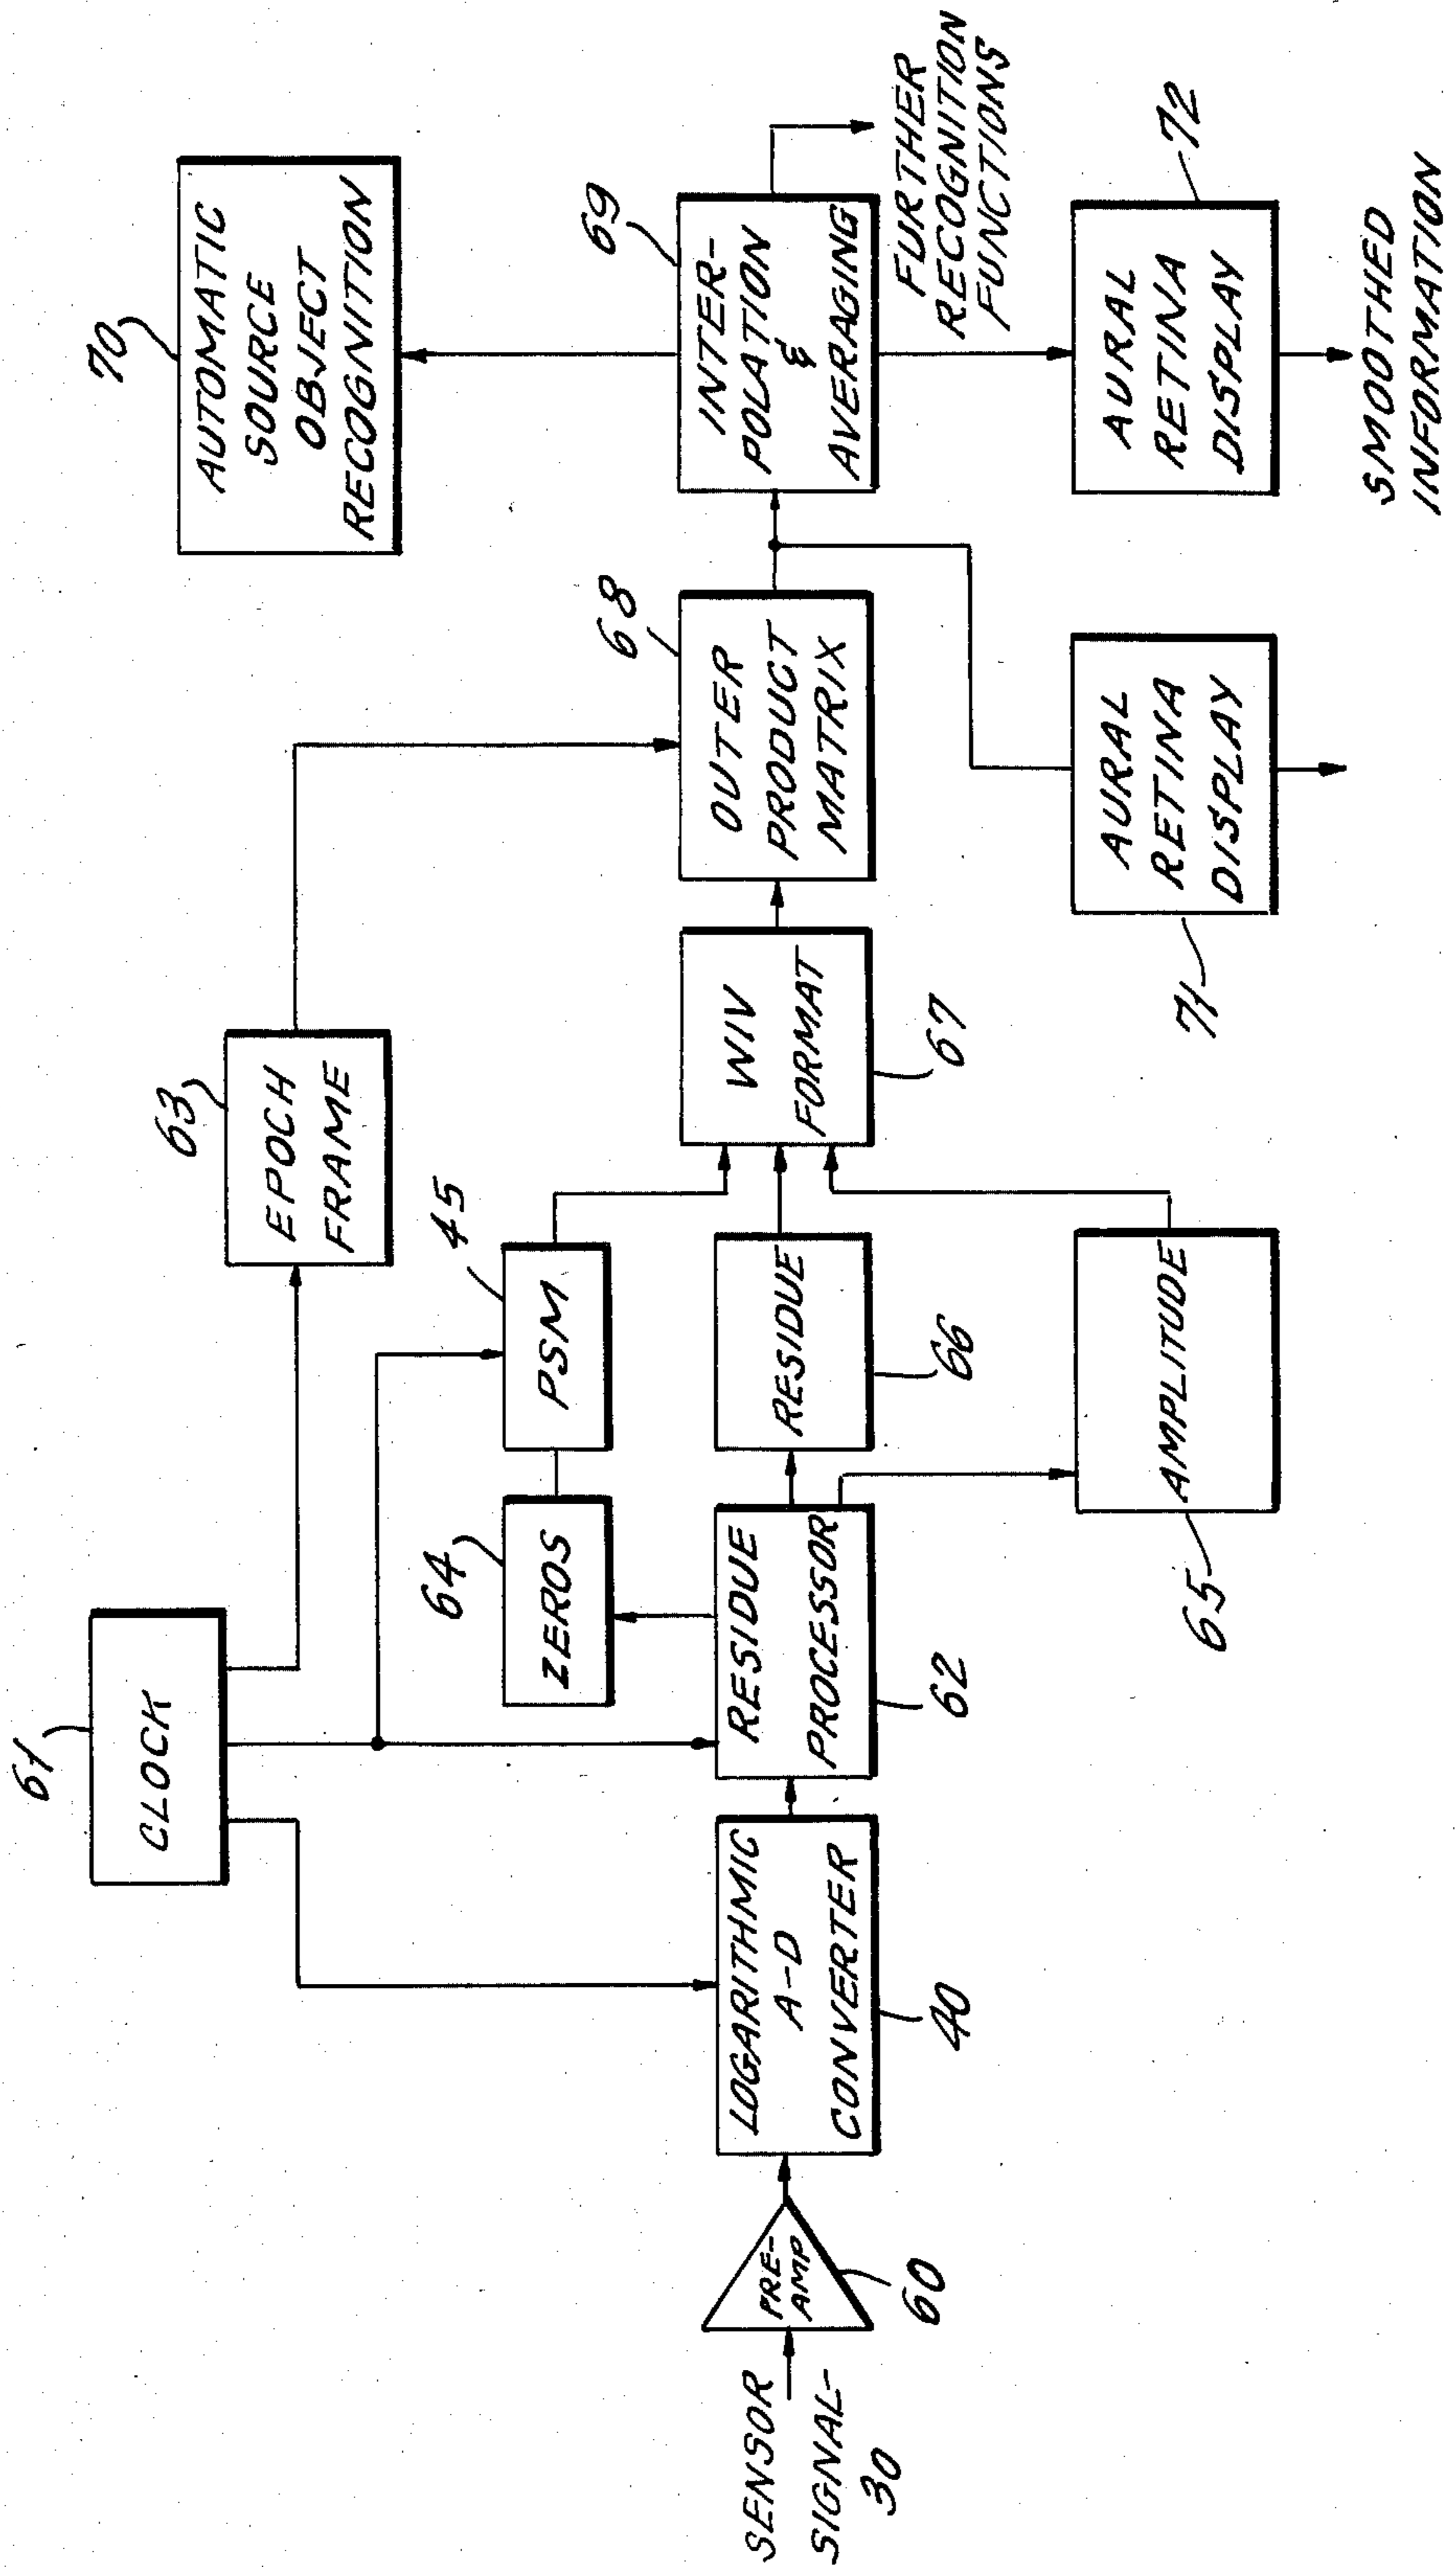 61
CLOCK
70
AUTOMATIC
SOURCE
OBJECT
RECOGNITION
63
EPOCH
FRAME
64
ZEROS
45
PSM
SENSOR
SIGNAL-
30
PRE-
AMP
60
LOGARITHMIC
A-D
CONVERTER
40
RESIDUE
PROCESSOR
62
RESIDUE
66
WIV
FORMAT
67
68
OUTER
PRODUCT
MATRIX
69
INTER-
POLATION
&
AVERAGING
FURTHER
RECOGNITION
FUNCTIONS
AMPLITUDE
65
AURAL
RETINA
DISPLAY
71
AURAL
RETINA
DISPLAY
72
SMOOTHED
INFORMATION